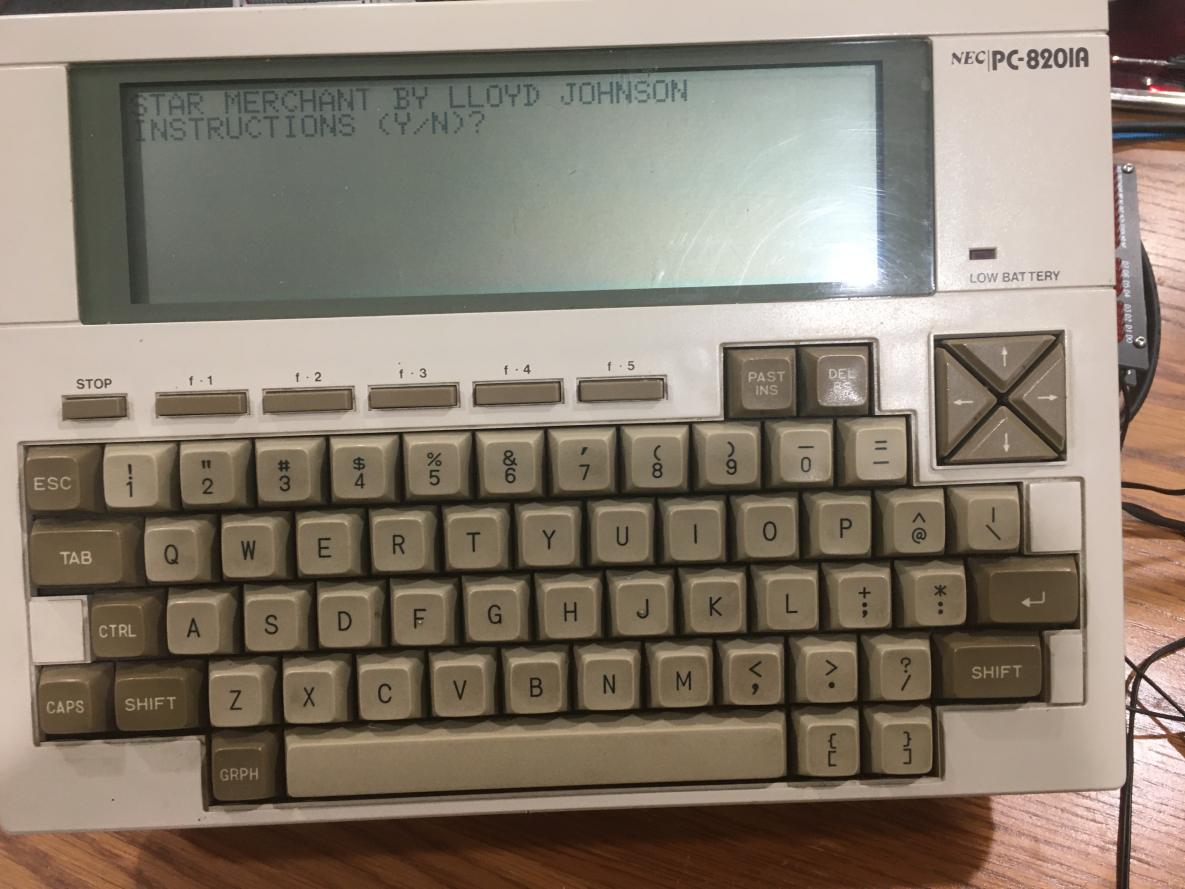 NEC PC-8201A
STAR MERCHANT BY LLOYD JOHNSON
INSTRUCTIONS (Y/N)?
LOW BATTERY
STOP f·1 f·2 f·3 f·4 f·5
PAST INS
DEL BS
↑
← →
↓
ESC ! 1 " 2 # 3 $ 4 % 5 & 6 ' 7 ( 8 ) 9 _ 0 = -
TAB Q W E R T Y U I O P ^ @ | \
CTRL A S D F G H J K L + ; * : ↵
CAPS SHIFT Z X C V B N M < , > . ? / SHIFT
GRPH { [ } ]